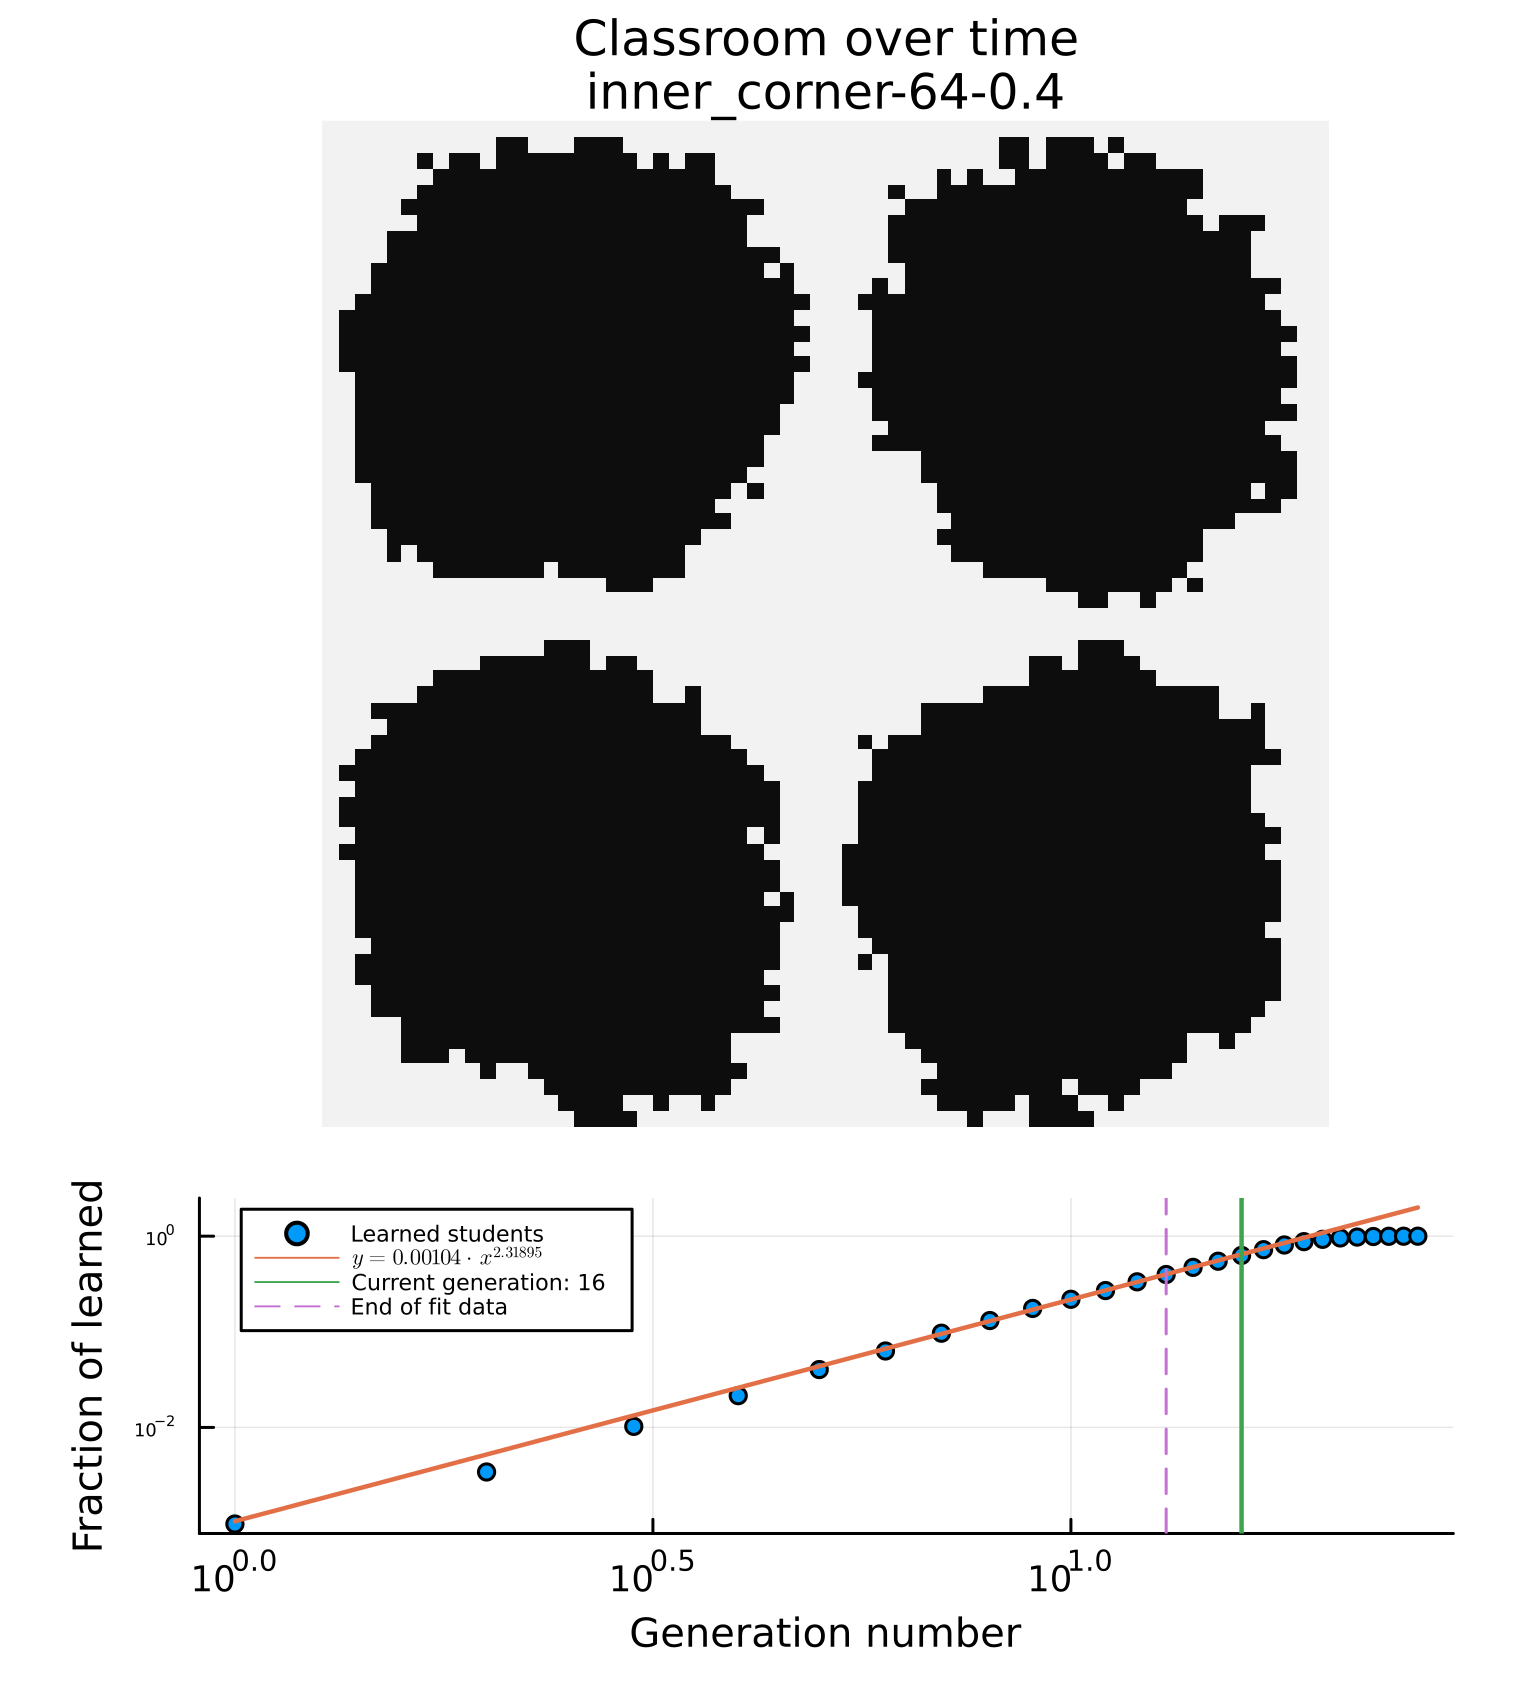 Classroom over time
inner_corner-64-0.4
Fraction of learned
10^0
10^-2
Learned students
y = 0.00104 · x^2.31895
Current generation: 16
End of fit data
10^0.0
10^0.5
10^1.0
Generation number